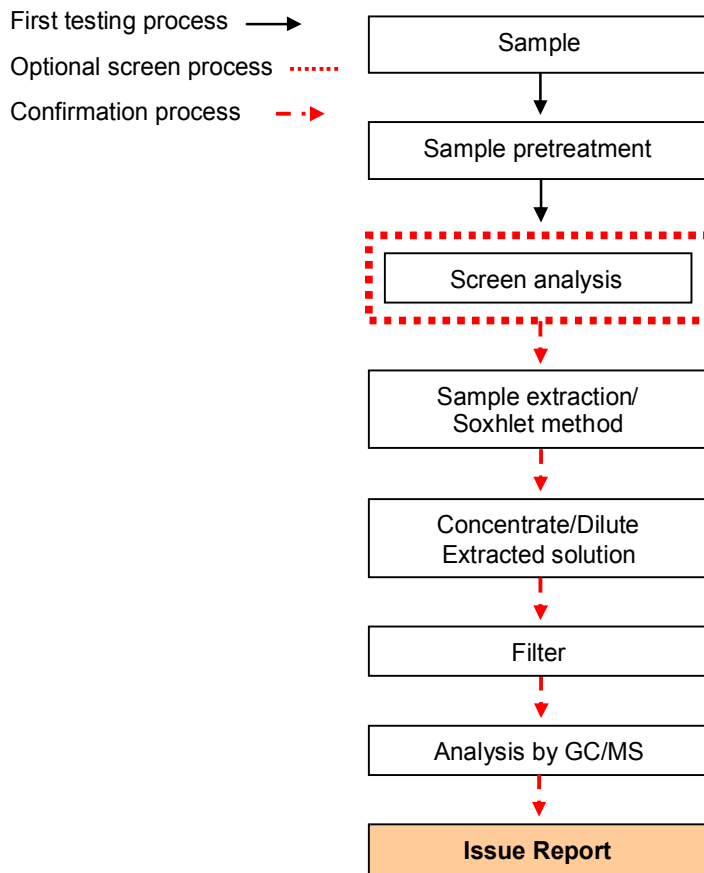 First testing process
Optional screen process
Confirmation process
Sample
Sample pretreatment
Screen analysis
Sample extraction/
Soxhlet method
Concentrate/Dilute
Extracted solution
Filter
Analysis by GC/MS
Issue Report